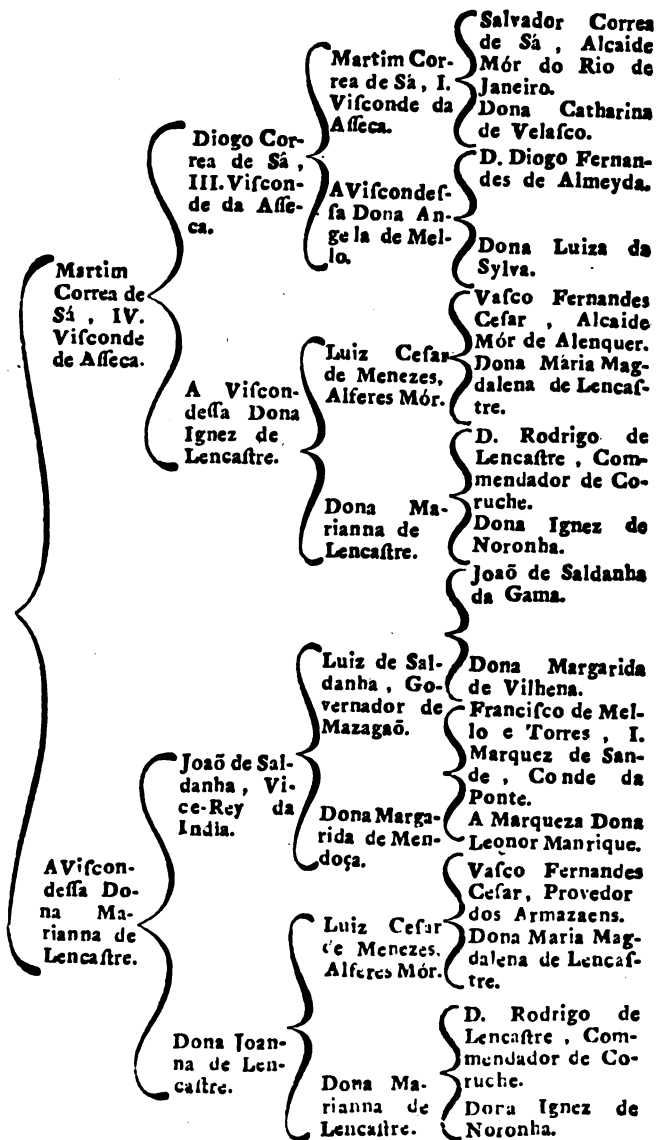 Martim
Correa de
Sá , IV.
Viſconde
de Aſſeca.
Diogo Cor-
rea de Sá ,
III. Viſcon-
de da Aſſe-
ca.
Martim Cor-
rea de Sá, I.
Viſconde da
Aſſeca.
Salvador Correa
de Sá , Alcaide
Mór do Rio de
Janeiro.
Dona Catharina
de Velaſco.
A Viſcondeſ-
ſa Dona An-
gela de Mel-
lo.
D. Diogo Fernan-
des de Almeyda.
Dona Luiza da
Sylva.
A Viſcon-
deſſa Dona
Ignez de
Lencaſtre.
Luiz Ceſar
de Menezes,
Alferes Mór.
Vaſco Fernandes
Ceſar , Alcaide
Mór de Alenquer.
Dona Maria Mag-
dalena de Lencaſ-
tre.
Dona Ma-
rianna de
Lencaſtre.
D. Rodrigo de
Lencaſtre , Com-
mendador de Co-
ruche.
Dona Ignez de
Noronha.
A Viſcon-
deſſa Do-
na Ma-
rianna de
Lencaſtre.
Joaõ de Sal-
danha , Vi-
ce-Rey da
India.
Luiz de Sal-
danha , Go-
vernador de
Mazagaõ.
Joaõ de Saldanha
da Gama.
Dona Margarida
de Vilhena.
Dona Marga-
rida de Men-
doça.
Franciſco de Mel-
lo e Torres , I.
Marquez de San-
de , Conde da
Ponte.
A Marqueza Dona
Leonor Manrique.
Dona Joan-
na de Len-
caſtre.
Luiz Ceſar
de Menezes,
Alferes Mór.
Vaſco Fernandes
Ceſar, Provedor
dos Armazaens.
Dona Maria Mag-
dalena de Lencaſ-
tre.
Dona Ma-
rianna de
Lencaſtre.
D. Rodrigo de
Lencaſtre , Com-
mendador de Co-
ruche.
Dona Ignez de
Noronha.